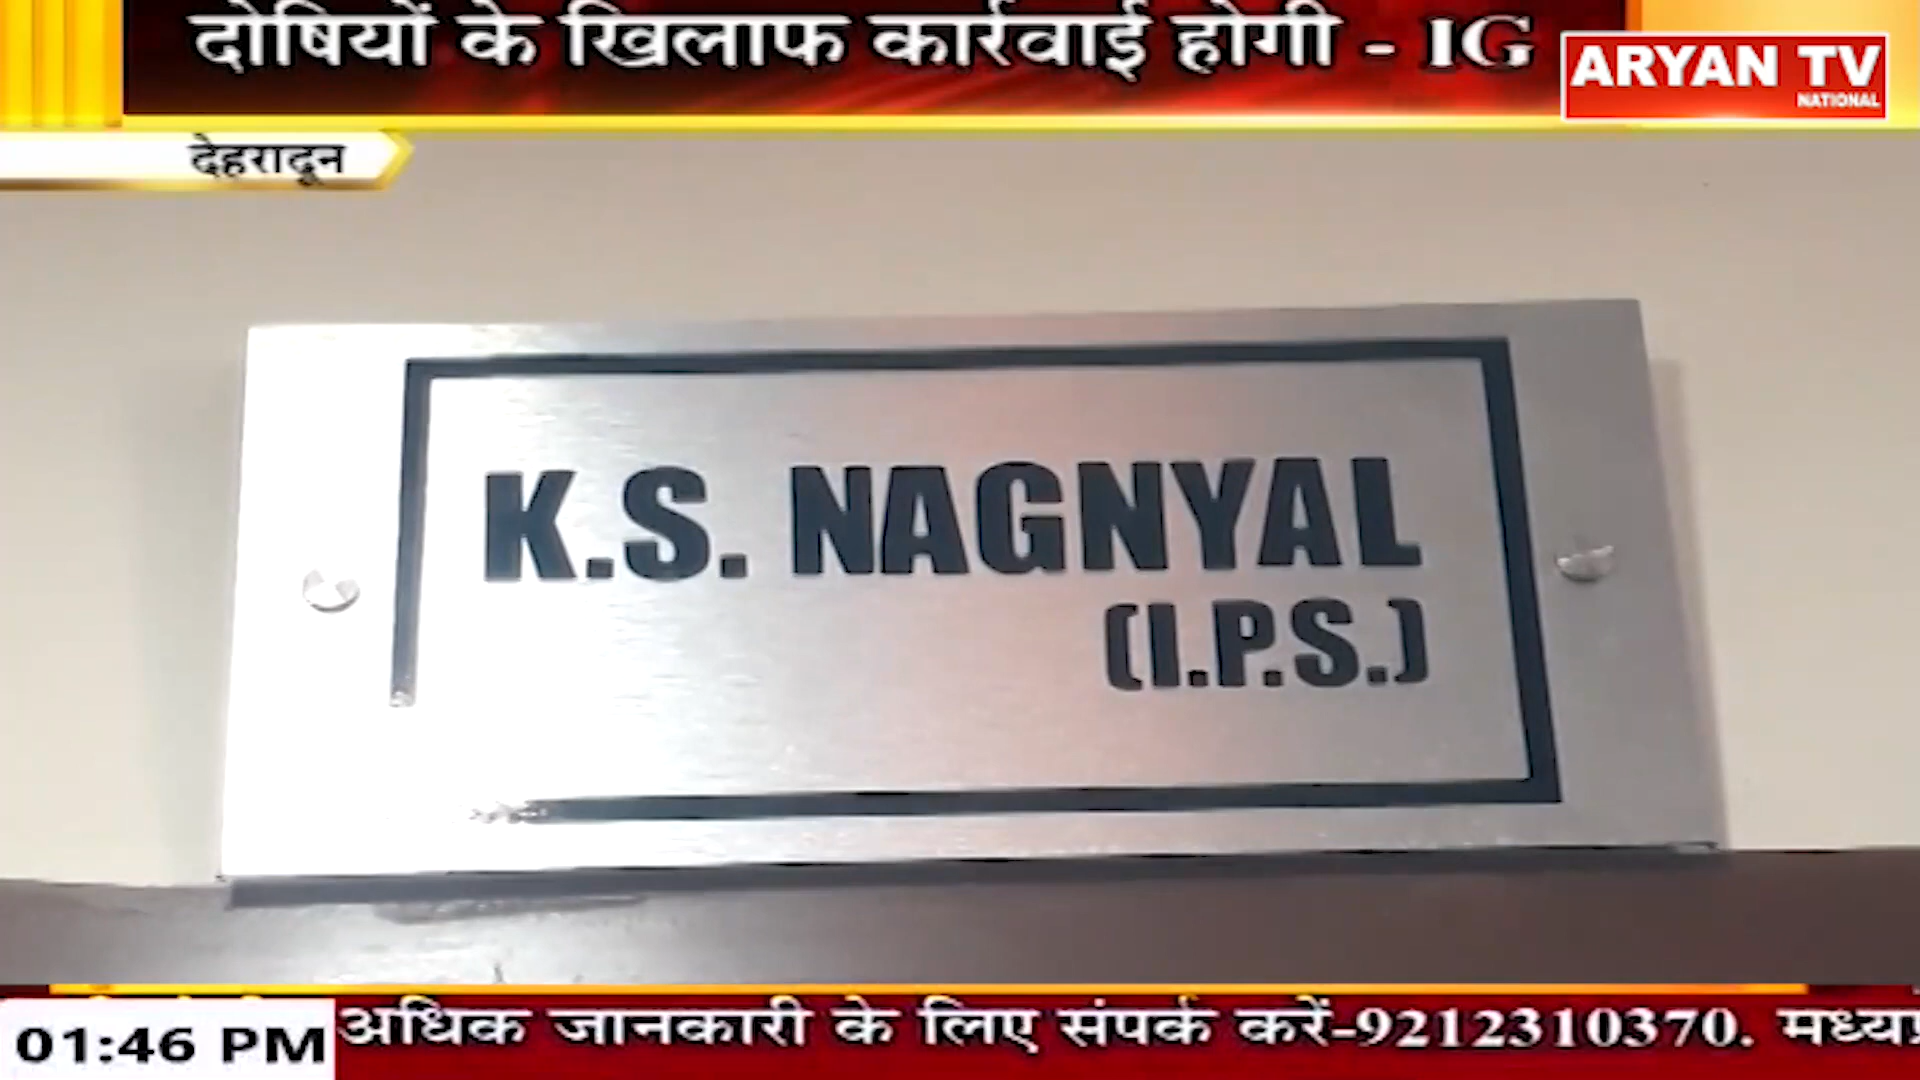 दोषियों के खिलाफ कार्रवाई होगी - IG
ARYAN TV
NATIONAL
देहरादून
K.S. NAGNYAL
(I.P.S.)
01:46 PM
अधिक जानकारी के लिए संपर्क करें-9212310370.